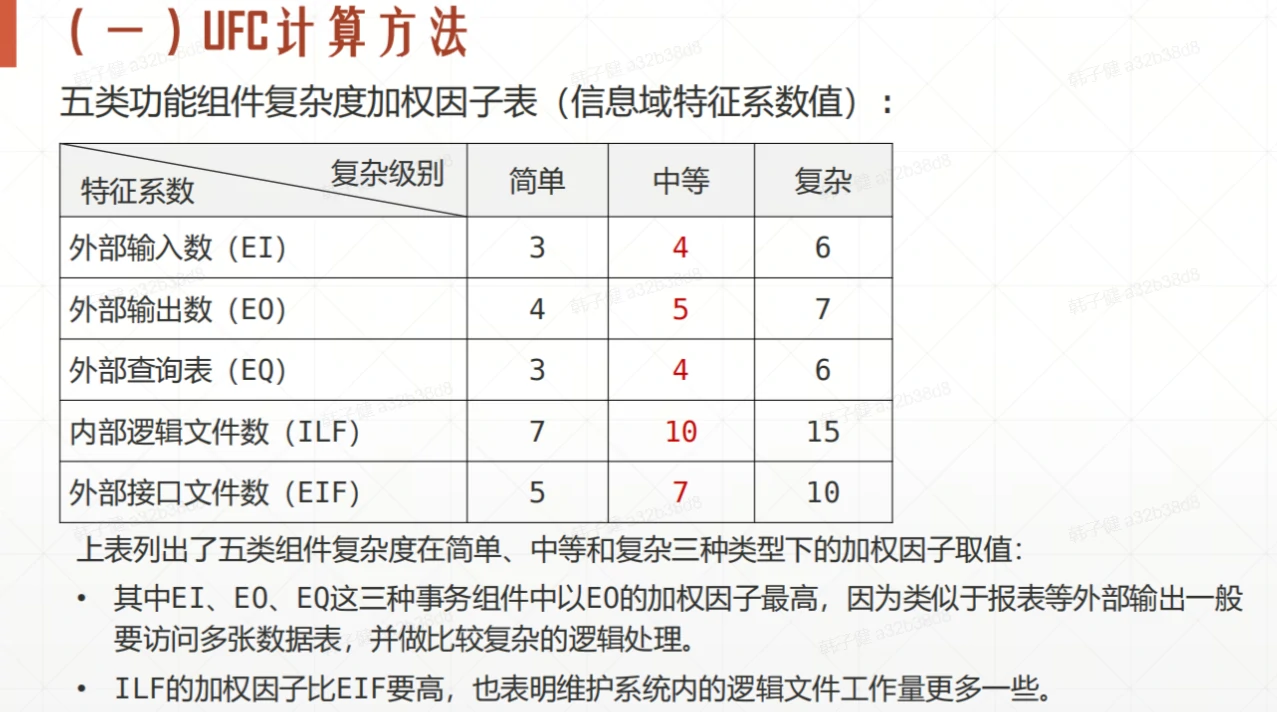 （一）UFC计算方法
五类功能组件复杂度加权因子表（信息域特征系数值）：
复杂级别
特征系数
简单 中等 复杂
外部输入数（EI） 3 4 6
外部输出数（EO） 4 5 7
外部查询表（EQ） 3 4 6
内部逻辑文件数（ILF） 7 10 15
外部接口文件数（EIF） 5 7 10
上表列出了五类组件复杂度在简单、中等和复杂三种类型下的加权因子取值：
• 其中EI、EO、EQ这三种事务组件中以EO的加权因子最高，因为类似于报表等外部输出一般
要访问多张数据表，并做比较复杂的逻辑处理。
• ILF的加权因子比EIF要高，也表明维护系统内的逻辑文件工作量更多一些。
韩子健 a32b38d8